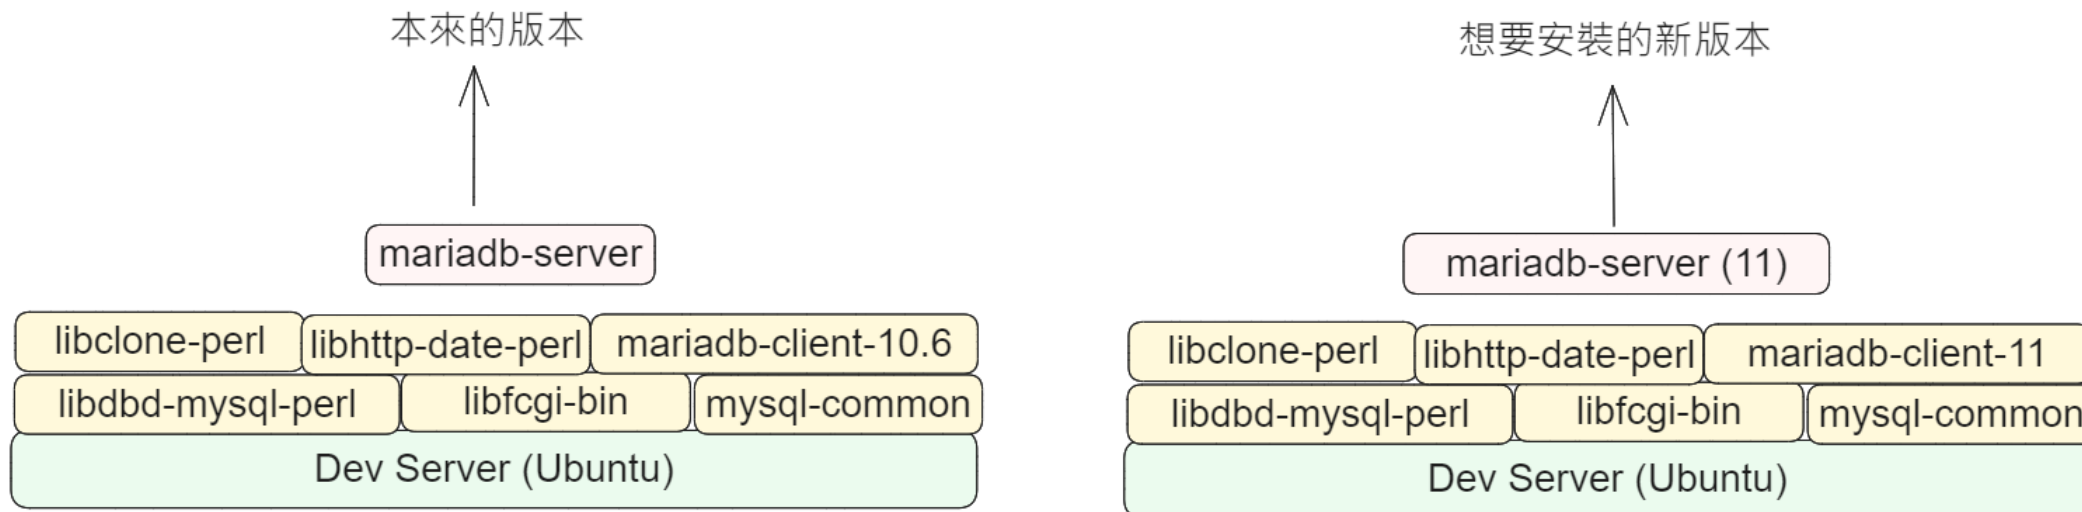 本來的版本
mariadb-server
libclone-perl
libhttp-date-perl
mariadb-client-10.6
libdbd-mysql-perl
libfcgi-bin
mysql-common
Dev Server (Ubuntu)
想要安裝的新版本
mariadb-server (11)
libclone-perl
libhttp-date-perl
mariadb-client-11
libdbd-mysql-perl
libfcgi-bin
mysql-common
Dev Server (Ubuntu)